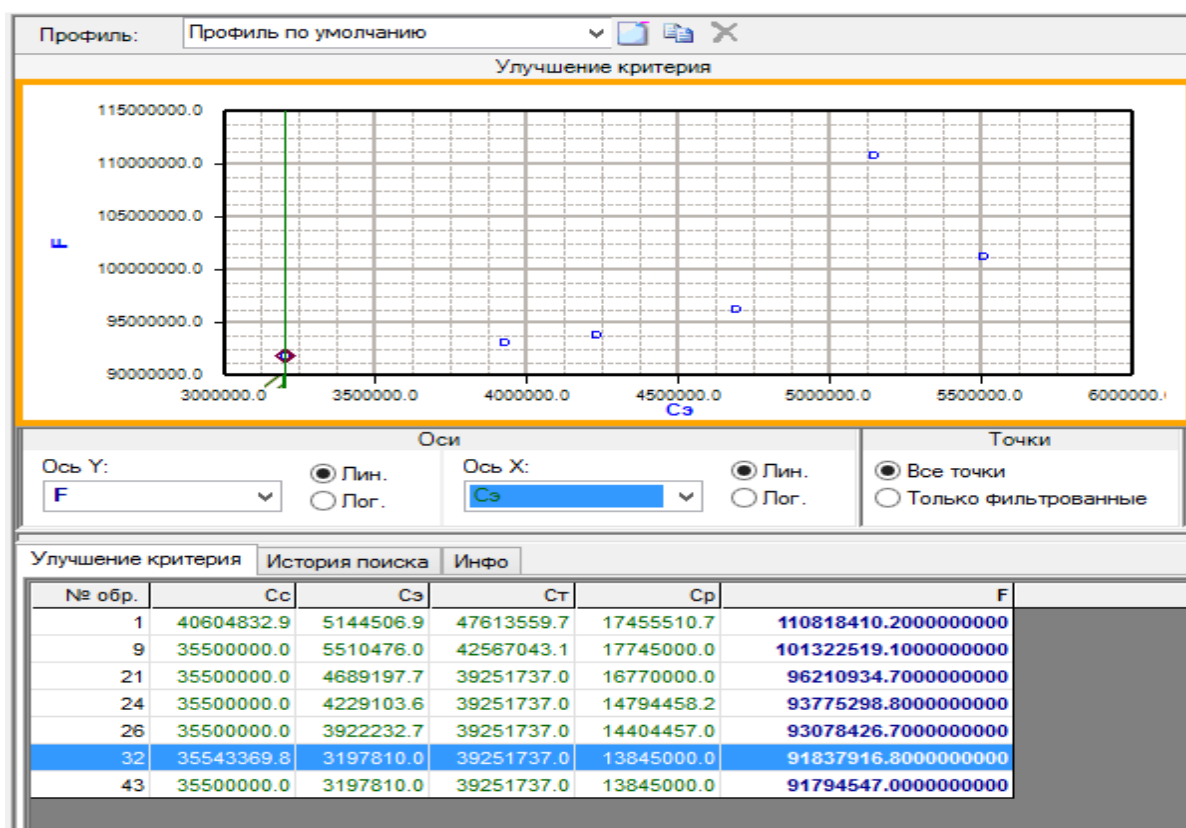 Профиль: Профиль по умолчанию
Улучшение критерия
115000000.0
110000000.0
105000000.0
F
100000000.0
95000000.0
90000000.0
3000000.0 3500000.0 4000000.0 4500000.0 5000000.0 5500000.0 6000000.0
Сэ
Оси Точки
Ось Y: Лин. Ось X: Лин. Все точки
F Лог. Сэ Лог. Только фильтрованные
Улучшение критерия История поиска Инфо
№ обр. Сс Сэ Ст Ср F
1 40604832.9 5144506.9 47613559.7 17455510.7 110818410.2000000000
9 35500000.0 5510476.0 42567043.1 17745000.0 101322519.1000000000
21 35500000.0 4689197.7 39251737.0 16770000.0 96210934.7000000000
24 35500000.0 4229103.6 39251737.0 14794458.2 93775298.8000000000
26 35500000.0 3922232.7 39251737.0 14404457.0 93078426.7000000000
32 35543369.8 3197810.0 39251737.0 13845000.0 91837916.8000000000
43 35500000.0 3197810.0 39251737.0 13845000.0 91794547.0000000000